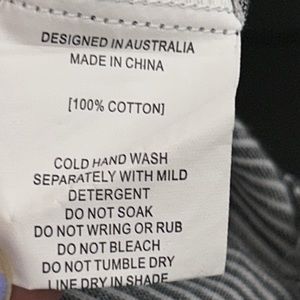 DESIGNED IN AUSTRALIA
MADE IN CHINA
[100% COTTON]
COLD HAND WASH
SEPARATELY WITH MILD
DETERGENT
DO NOT SOAK
DO NOT WRING OR RUB
DO NOT BLEACH
DO NOT TUMBLE DRY
LINE DRY IN SHADE